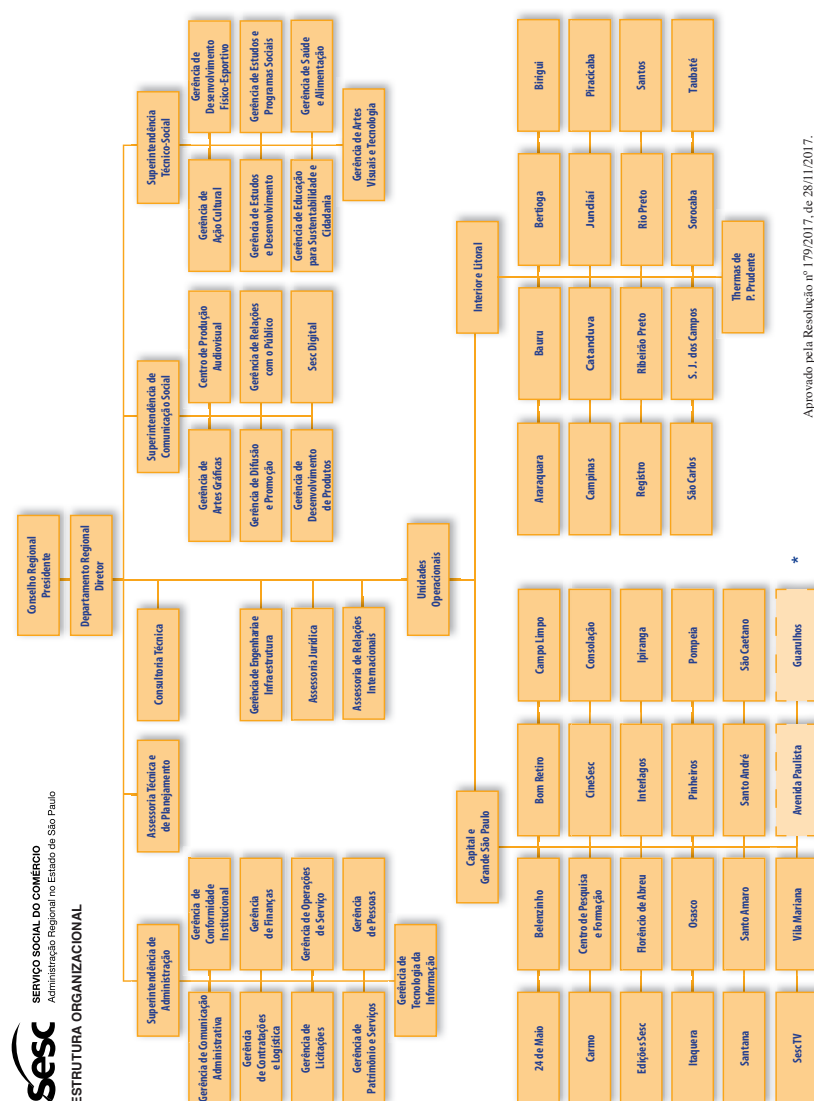 Sesc
SERVIÇO SOCIAL DO COMÉRCIO
Administração Regional no Estado de São Paulo
ESTRUTURA ORGANIZACIONAL
Conselho Regional
Presidente
Departamento Regional
Diretor
Superintendência de
Administração
Assessoria Técnica e
de Planejamento
Consultoria Técnica
Superintendência de
Comunicação Social
Superintendência
Técnico-Social
Gerência de Comunicação
Administrativa
Gerência de
Conformidade
Institucional
Gerência
de Contratações
e Logística
Gerência
de Finanças
Gerência de
Licitações
Gerência de Operações
de Serviço
Gerência de
Patrimônio e Serviços
Gerência
de Pessoas
Gerência de
Tecnologia da
Informação
Gerência de Engenharia e
Infraestrutura
Assessoria Jurídica
Assessoria de Relações
Internacionais
Gerência de
Artes Gráficas
Centro de Produção
Audiovisual
Gerência de Difusão
e Promoção
Gerência de Relações
com o Público
Gerência de
Desenvolvimento
de Produtos
Sesc Digital
Gerência de
Ação Cultural
Gerência de
Desenvolvimento
Físico-Esportivo
Gerência de Estudos
e Desenvolvimento
Gerência de Estudos e
Programas Sociais
Gerência de Educação
para Sustentabilidade e
Cidadania
Gerência de Saúde
e Alimentação
Gerência de Artes
Visuais e Tecnologia
Unidades
Operacionais
Capital e
Grande São Paulo
Interior e Litoral
24 de Maio
Belenzinho
Bom Retiro
Campo Limpo
Carmo
Centro de Pesquisa
e Formação
CineSesc
Consolação
Edições Sesc
Florêncio de Abreu
Interlagos
Ipiranga
Itaquera
Osasco
Pinheiros
Pompeia
Santana
Santo Amaro
Santo André
São Caetano
SescTV
Vila Mariana
Avenida Paulista
Guarulhos
*
Araraquara
Bauru
Bertioga
Birigui
Campinas
Catanduva
Jundiaí
Piracicaba
Registro
Ribeirão Preto
Rio Preto
Santos
São Carlos
S. J. dos Campos
Sorocaba
Taubaté
Thermas de
P. Prudente
Aprovado pela Resolução nº 179/2017, de 28/11/2017.